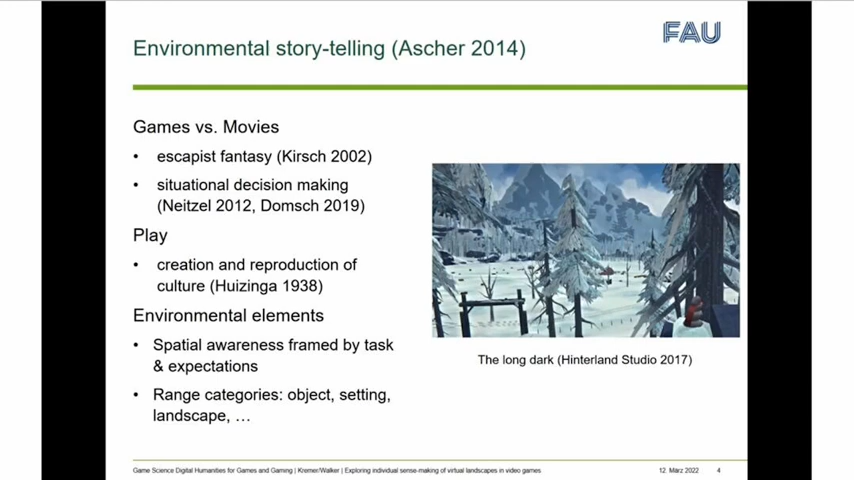 Environmental story-telling (Ascher 2014)
FAU
Games vs. Movies
• escapist fantasy (Kirsch 2002)
• situational decision making
(Neitzel 2012, Domsch 2019)
Play
• creation and reproduction of
culture (Huizinga 1938)
Environmental elements
• Spatial awareness framed by task
& expectations
• Range categories: object, setting,
landscape, …
The long dark (Hinterland Studio 2017)
Game Science Digital Humanities for Games and Gaming | Kremer/Walker | Exploring individual sense-making of virtual landscapes in video games
12. März 2022 4